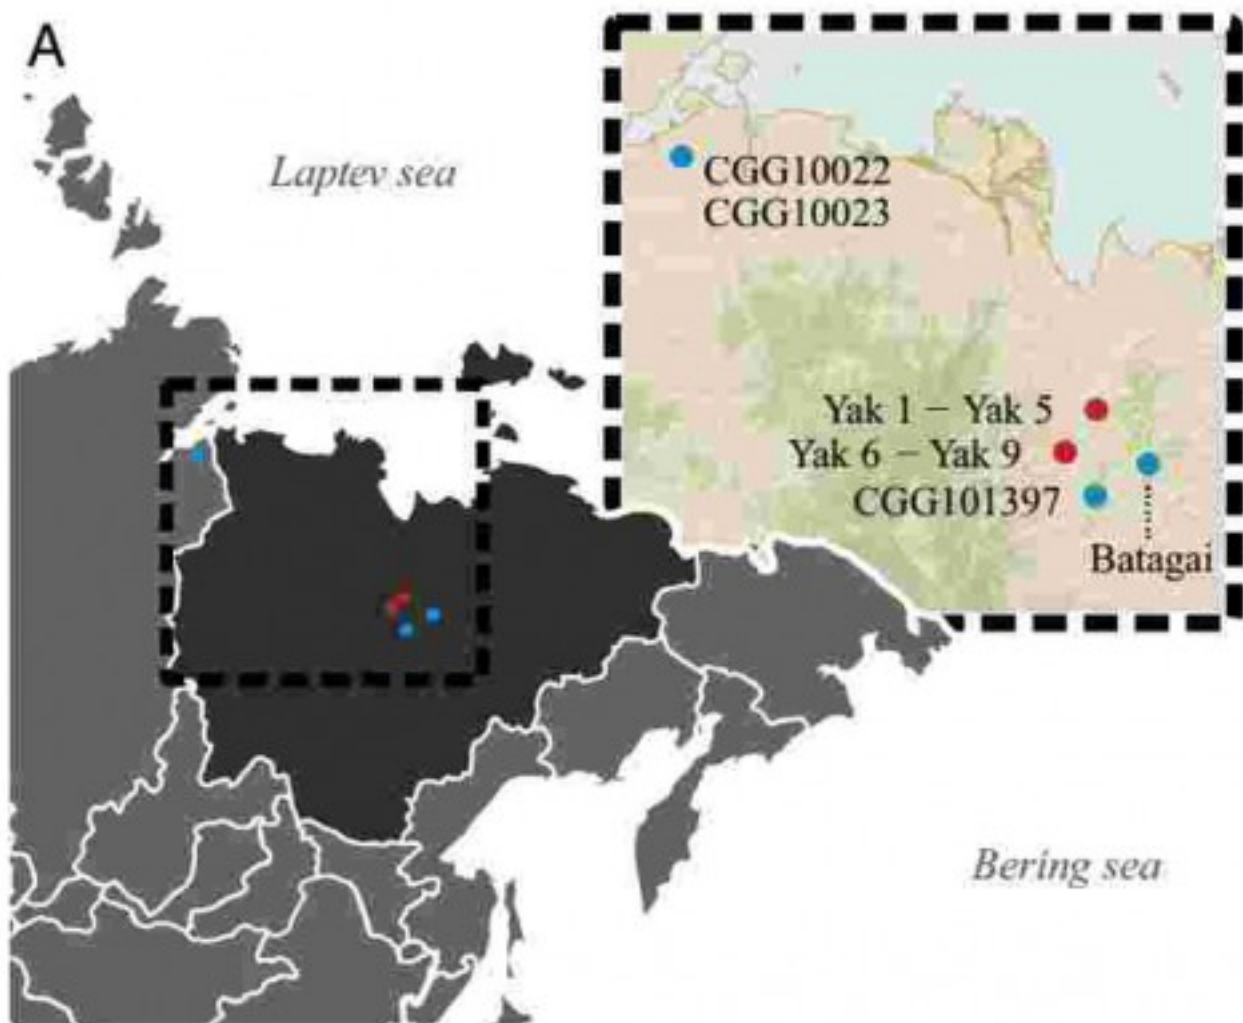 A
Laptev sea
CGG10022
CGG10023
Yak 1 – Yak 5
Yak 6 – Yak 9
CGG101397
Batagai
Bering sea